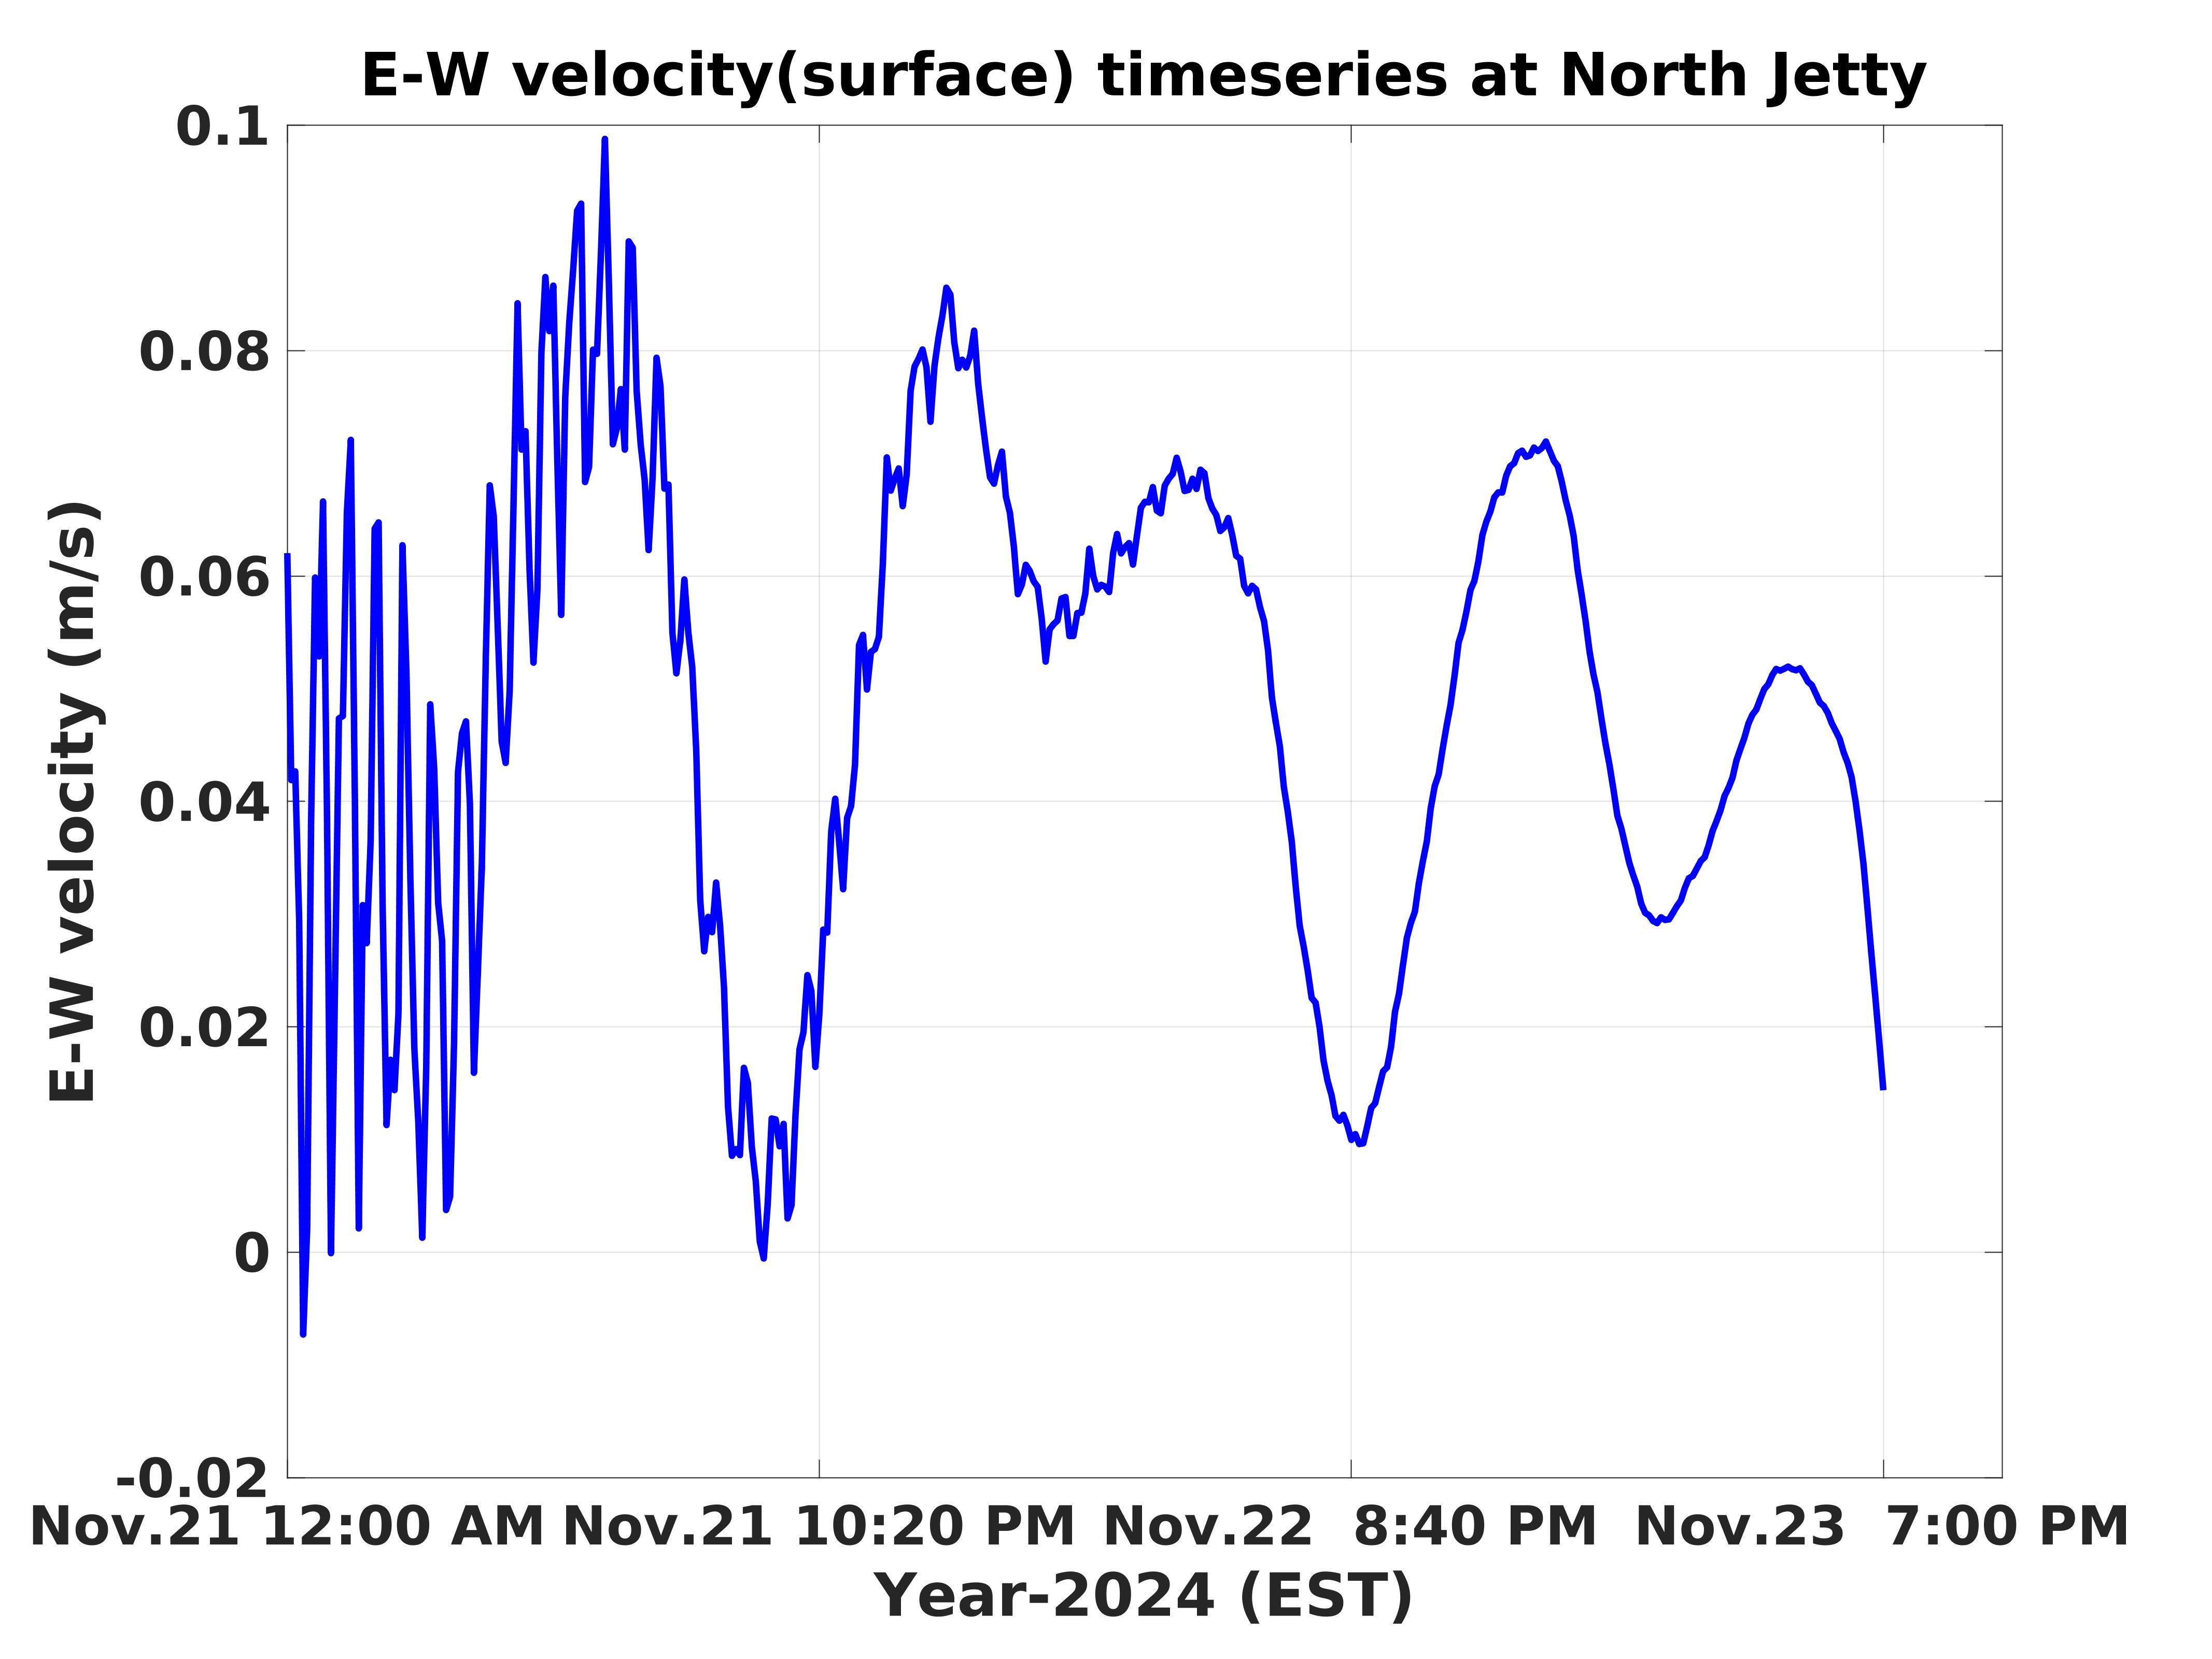 E-W velocity(surface) timeseries at North Jetty
0.1
0.08
0.06
0.04
0.02
0
-0.02
E-W velocity (m/s)
Nov.21 12:00 AM Nov.21 10:20 PM Nov.22 8:40 PM Nov.23 7:00 PM
Year-2024 (EST)